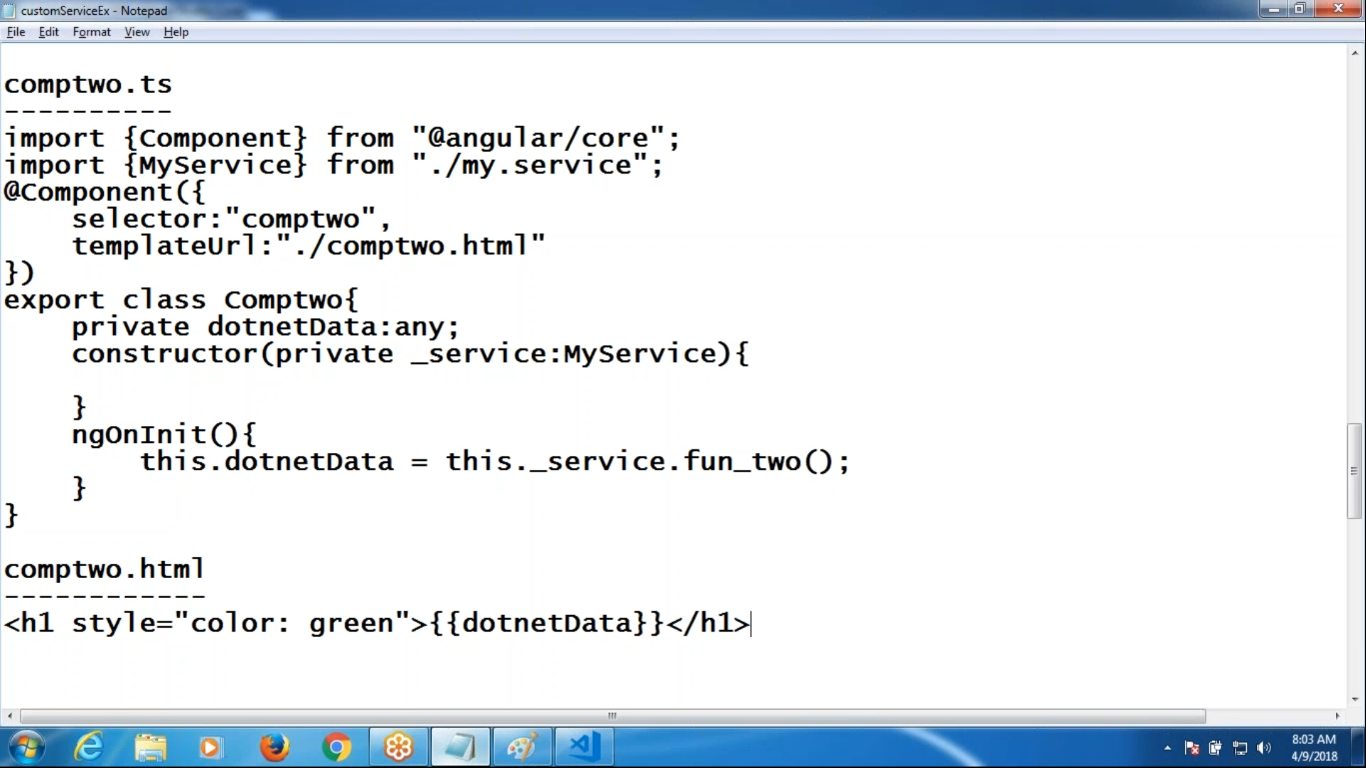 customServiceEx - Notepad
File Edit Format View Help
comptwo.ts
----------
import {Component} from "@angular/core";
import {MyService} from "./my.service";
@Component({
    selector:"comptwo",
    templateUrl:"./comptwo.html"
})
export class Comptwo{
    private dotnetData:any;
    constructor(private _service:MyService){
    }
    ngOnInit(){
        this.dotnetData = this._service.fun_two();
    }
}
comptwo.html
------------
<h1 style="color: green">{{dotnetData}}</h1>
8:03 AM
4/9/2018